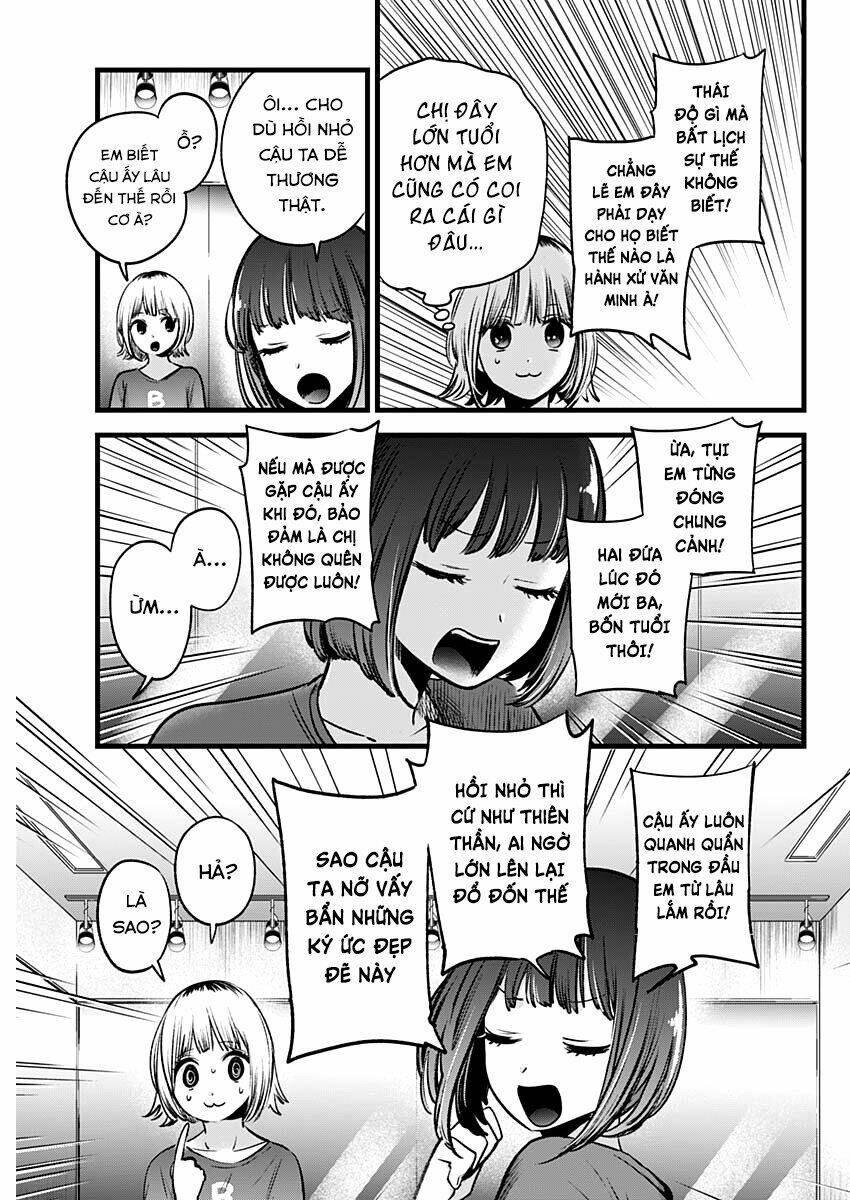 THÁI
ĐỘ GÌ MÀ
BẤT LỊCH
SỰ THẾ
KHÔNG
BIẾT!
CHẲNG
LẼ EM ĐÂY
PHẢI DẠY
CHO HỌ BIẾT
THẾ NÀO LÀ
HÀNH XỬ VĂN
MINH À!
CHỊ ĐÂY
LỚN TUỔI
HƠN MÀ EM
CŨNG CÓ COI
RA CÁI GÌ
ĐÂU...
ÔI... CHO
DÙ HỒI NHỎ
CẬU TA DỄ
THƯƠNG
THẬT.
Ồ?
EM BIẾT
CẬU ẤY LÂU
ĐẾN THẾ RỒI
CƠ À?
B
ỪA, TỤI
EM TỪNG
ĐÓNG
CHUNG
CẢNH!
HAI ĐỨA
LÚC ĐÓ
MỚI BA,
BỐN TUỔI
THÔI!
NẾU MÀ ĐƯỢC
GẶP CẬU ẤY
KHI ĐÓ, BẢO
ĐẢM LÀ CHỊ
KHÔNG QUÊN
ĐƯỢC LUÔN!
À...
ỪM...
CẬU ẤY LUÔN
QUANH QUẨN
TRONG ĐẦU
EM TỪ LÂU
LẮM RỒI!
HỒI NHỎ THÌ
CỨ NHƯ THIÊN
THẦN, AI NGỜ
LỚN LÊN LẠI
ĐỔ ĐỐN THẾ
SAO CẬU
TA NỠ VẤY
BẨN NHỮNG
KÝ ỨC ĐẸP
ĐẼ NÀY
HẢ?
LÀ
SAO?
B